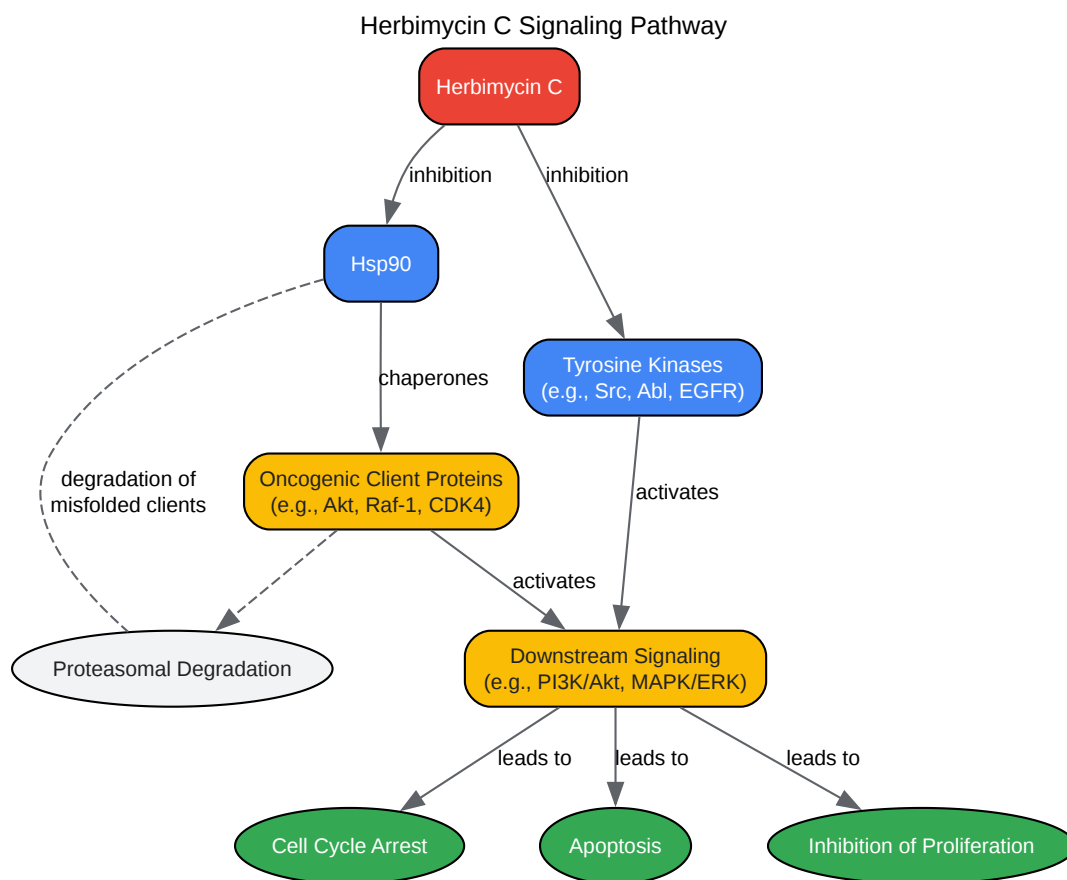 Herbimycin C Signaling Pathway
Herbimycin C
inhibition
inhibition
Hsp90
Tyrosine Kinases
(e.g., Src, Abl, EGFR)
chaperones
Oncogenic Client Proteins
(e.g., Akt, Raf-1, CDK4)
degradation of
misfolded clients
activates
activates
Proteasomal Degradation
Downstream Signaling
(e.g., PI3K/Akt, MAPK/ERK)
leads to
leads to
leads to
Cell Cycle Arrest
Apoptosis
Inhibition of Proliferation